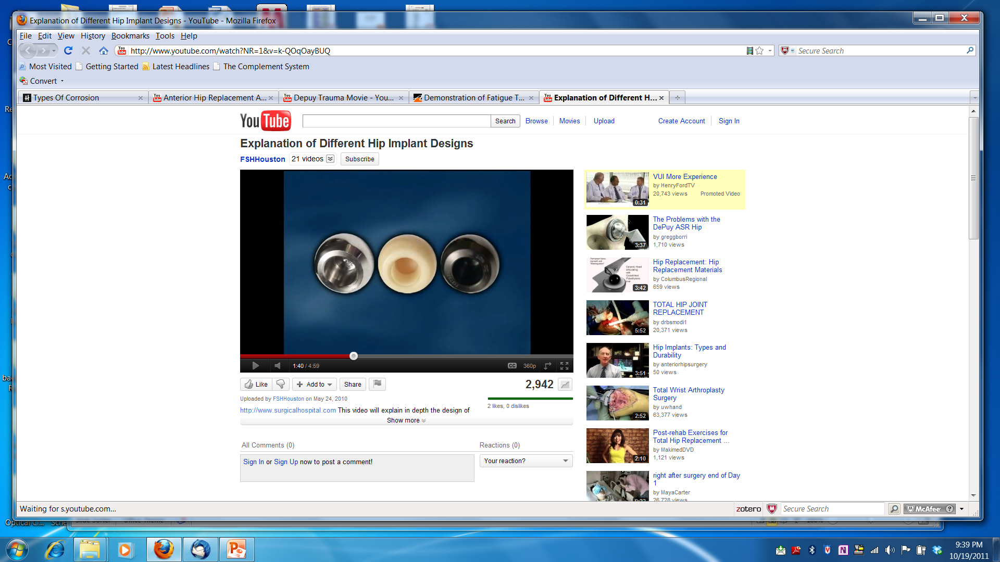 Explanation of Different Hip Implant Designs - YouTube - Mozilla Firefox
File Edit View History Bookmarks Tools Help
http://www.youtube.com/watch?NR=1&v=k-QOqOayBUQ
Secure Search
Most Visited Getting Started Latest Headlines The Complement System
Convert
Types Of Corrosion
Anterior Hip Replacement A...
Depuy Trauma Movie - You...
Demonstration of Fatigue T...
Explanation of Different H...
YouTube
Search Browse Movies Upload Create Account Sign In
Explanation of Different Hip Implant Designs
FSHHouston 21 videos Subscribe
1:40 / 4:59
CC 360p
Like Add to Share
2,942
Uploaded by FSHHouston on May 24, 2010
2 likes, 0 dislikes
http://www.surgicalhospital.com This video will explain in depth the design of
Show more
All Comments (0)
Reactions (0)
Sign In or Sign Up now to post a comment!
Your reaction?
VUI More Experience
by HenryFordTV
20,743 views Promoted Video
0:31
The Problems with the
DePuy ASR Hip
by greggborri
1,710 views
3:37
Hip Replacement: Hip
Replacement Materials
by ColumbusRegional
659 views
3:42
TOTAL HIP JOINT
REPLACEMENT
by drbsmodi1
20,371 views
5:52
Hip Implants: Types and
Durability
by anteriorhipsurgery
50 views
3:51
Total Wrist Arthroplasty
Surgery
by uwhand
63,377 views
2:52
Post-rehab Exercises for
Total Hip Replacement ...
by MakimedDVD
1,121 views
2:10
right after surgery end of Day
1
by MayaCarter
26,728 views
Waiting for s.youtube.com...
zotero
Secure Search
McAfee
9:39 PM
10/19/2011